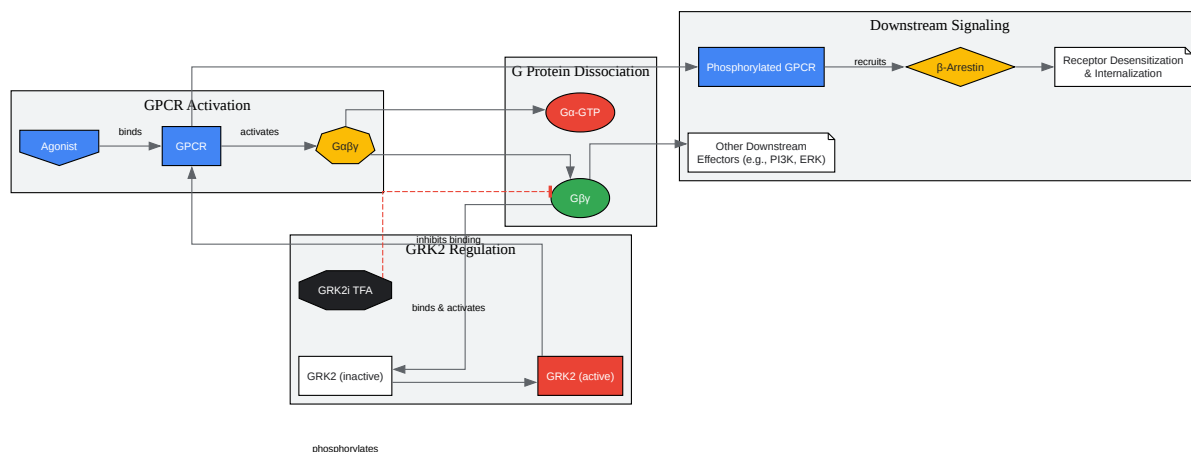 Downstream Signaling
Phosphorylated GPCR
recruits
β-Arrestin
Receptor Desensitization
& Internalization
G Protein Dissociation
Gα-GTP
GPCR Activation
Agonist
binds
GPCR
activates
Gαβγ
Other Downstream
Effectors (e.g., PI3K, ERK)
Gβγ
inhibits binding
GRK2 Regulation
GRK2i TFA
binds & activates
GRK2 (inactive)
GRK2 (active)
phosphorylates